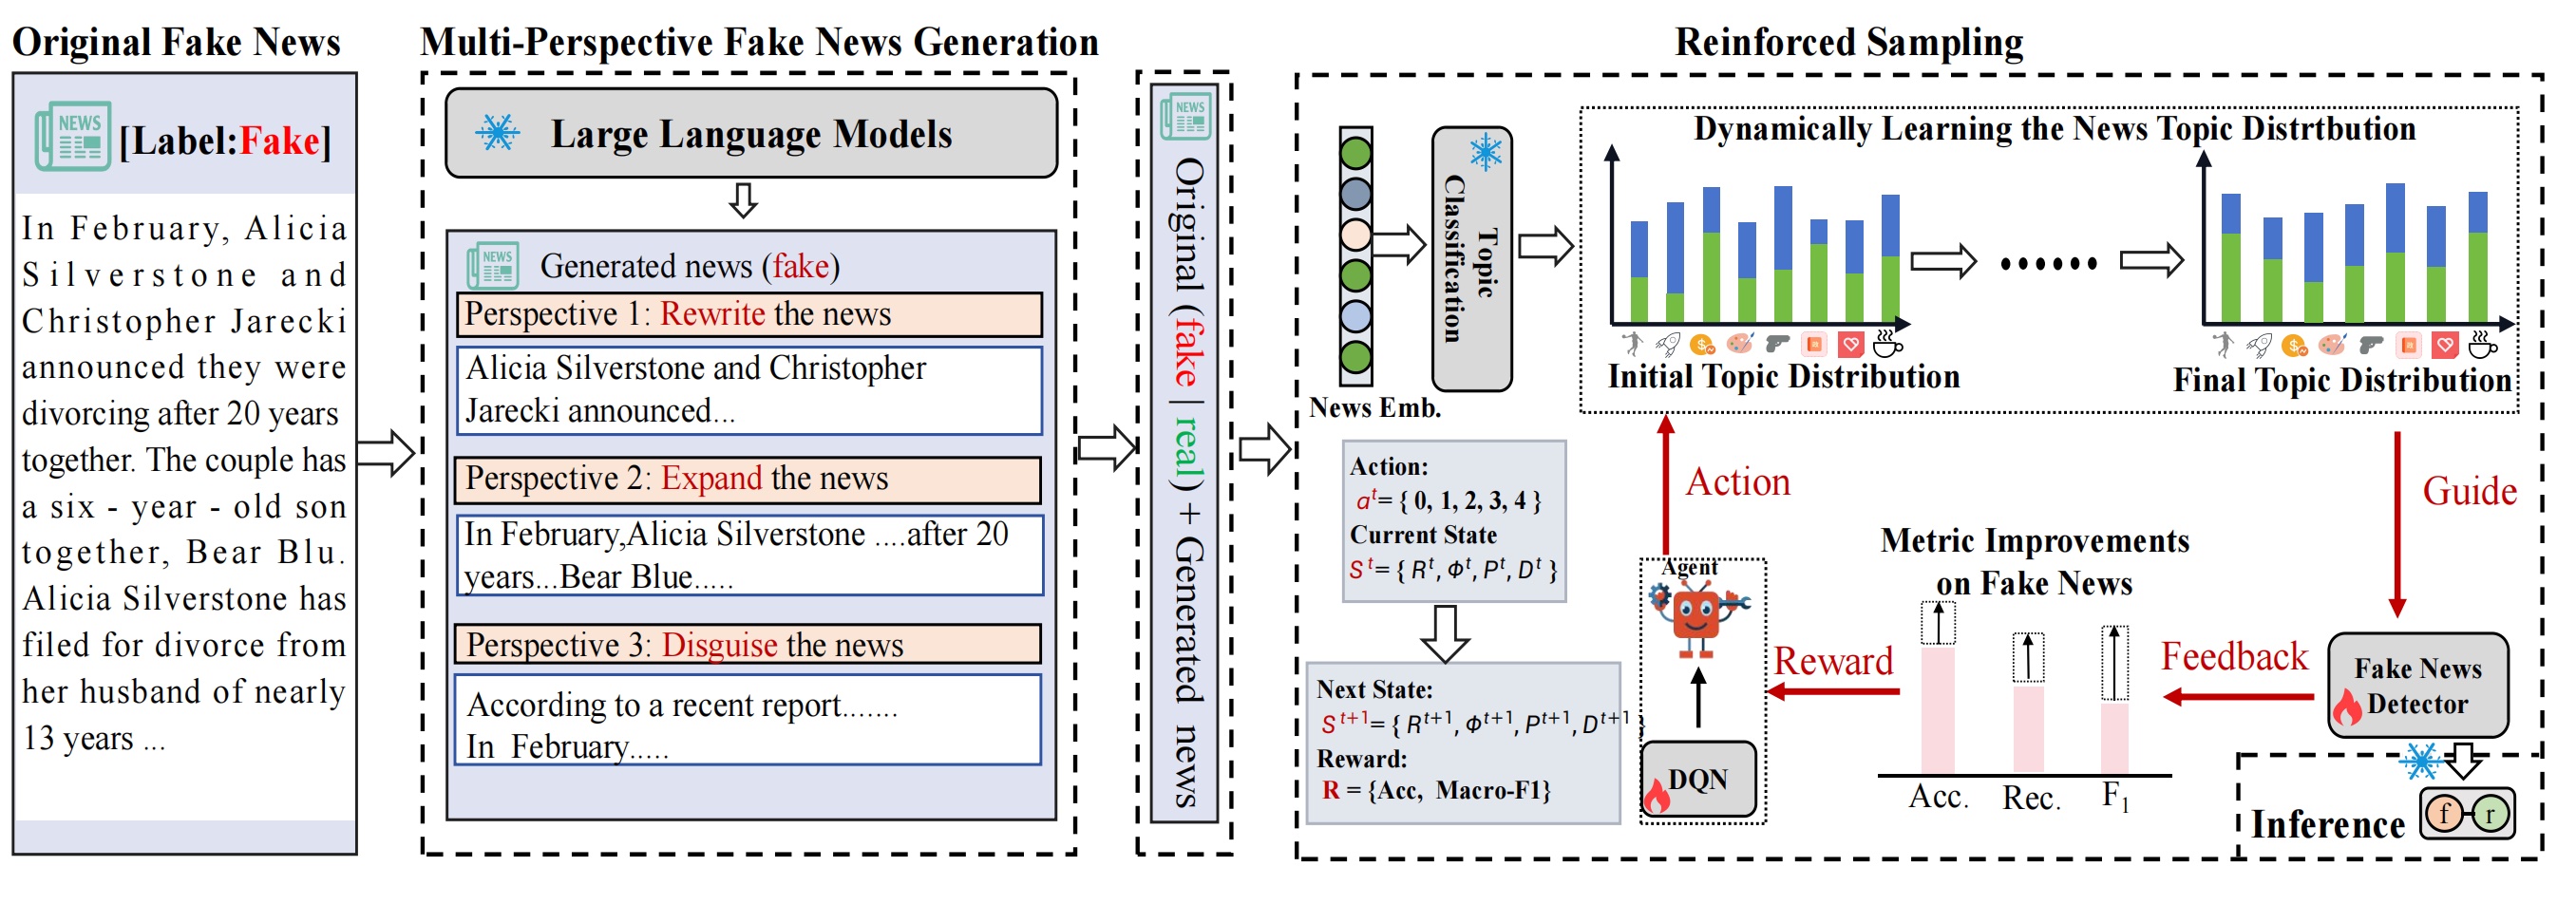 Original Fake News
NEWS
[Label:Fake]
In February, Alicia
Silverstone and
Christopher Jarecki
announced they were
divorcing after 20 years
together. The couple has
a six - year - old son
together, Bear Blu.
Alicia Silverstone has
filed for divorce from
her husband of nearly
13 years ...
Multi-Perspective Fake News Generation
Large Language Models
NEWS
Generated news (fake)
Perspective 1: Rewrite the news
Alicia Silverstone and Christopher
Jarecki announced...
Perspective 2: Expand the news
In February,Alicia Silverstone ....after 20
years...Bear Blue.....
Perspective 3: Disguise the news
According to a recent report.......
In February.....
NEWS
Original (fake | real) + Generated news
Reinforced Sampling
News Emb.
Topic
Classification
Dynamically Learning the News Topic Distrtbution
Initial Topic Distribution
......
Final Topic Distribution
Action:
a^t= { 0, 1, 2, 3, 4 }
Current State
S^t= { R^t, Φ^t, P^t, D^t }
Next State:
S^t+1= { R^t+1, Φ^t+1, P^t+1, D^t+1 }
Reward:
R = {Acc, Macro-F1}
Action
Agent
DQN
Reward
Metric Improvements
on Fake News
Acc.
Rec.
F1
Feedback
Guide
Fake News
Detector
Inference
f
r